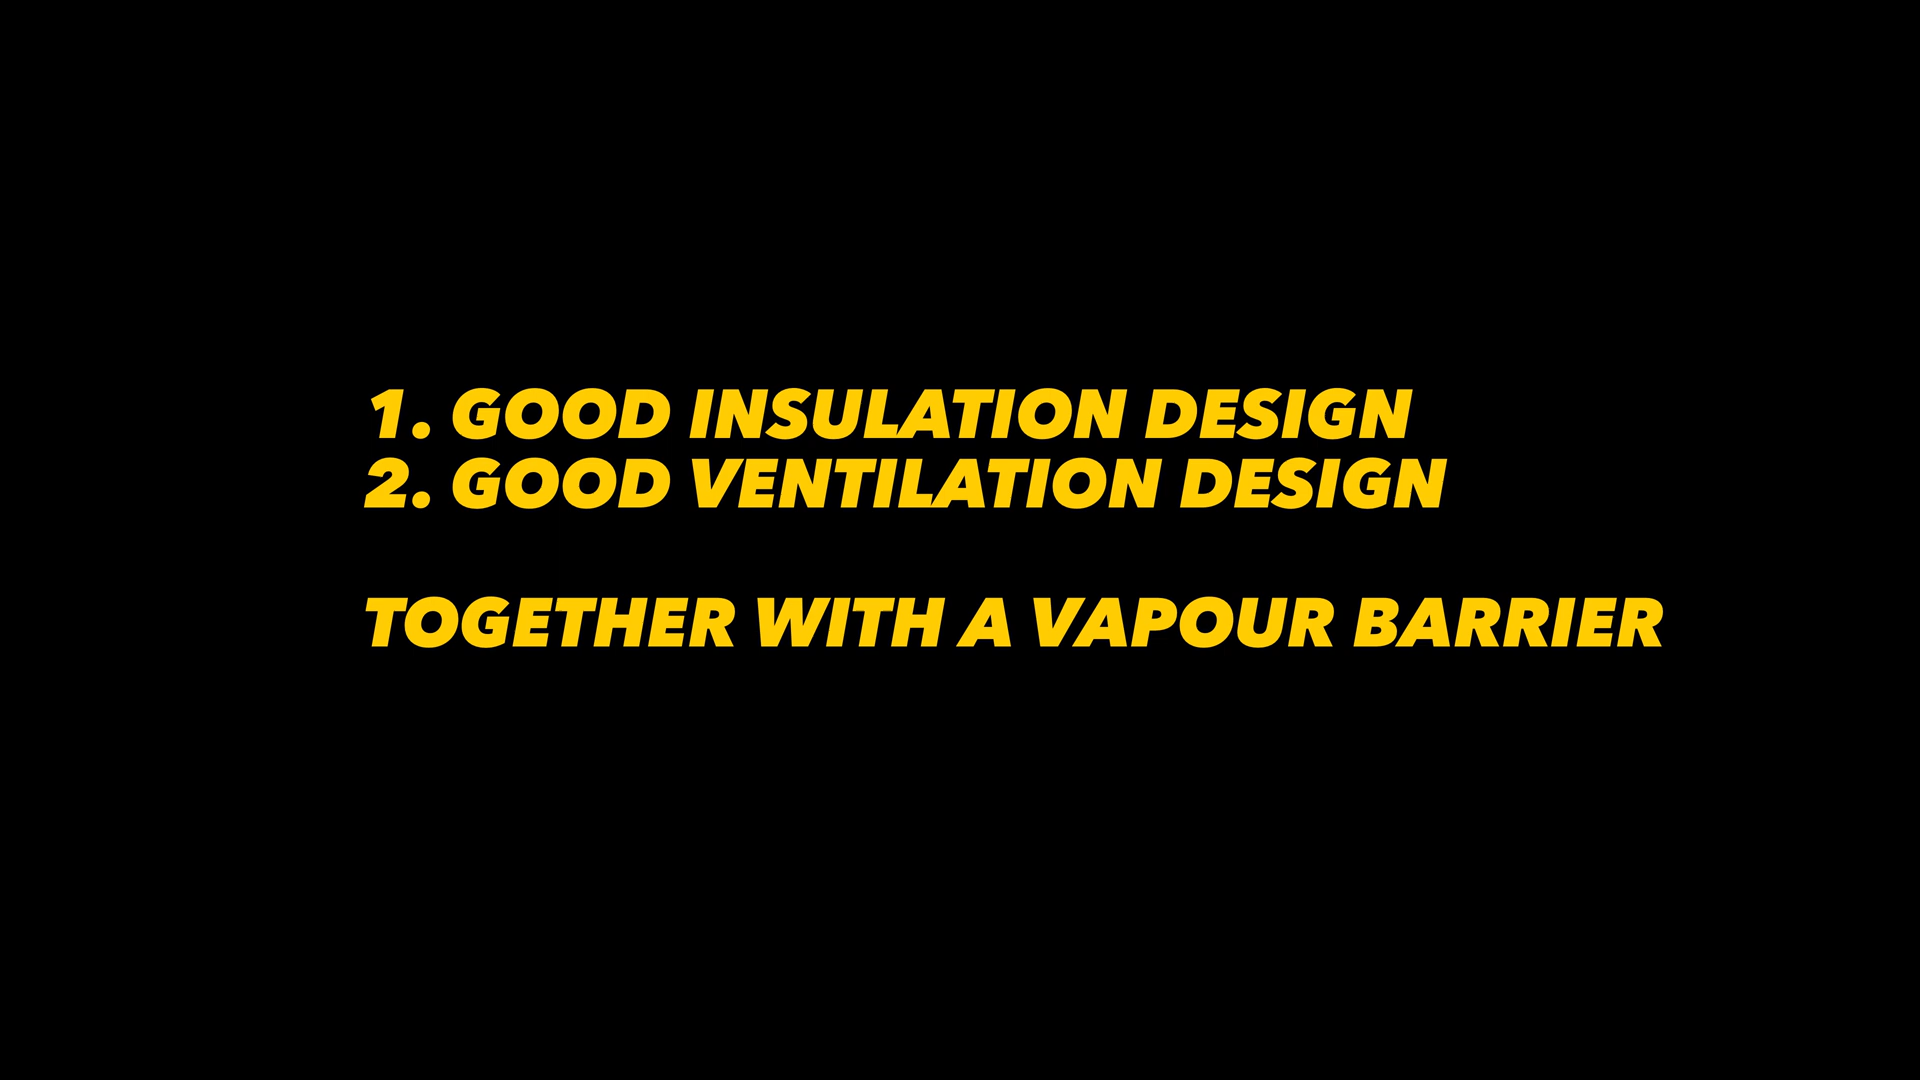 1. GOOD INSULATION DESIGN
2. GOOD VENTILATION DESIGN
TOGETHER WITH A VAPOUR BARRIER